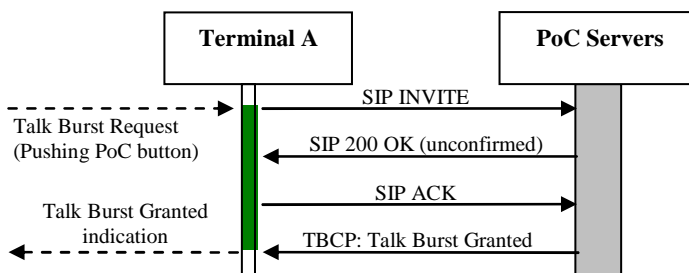 Terminal A
PoC Servers
SIP INVITE
Talk Burst Request
(Pushing PoC button)
SIP 200 OK (unconfirmed)
SIP ACK
Talk Burst Granted
indication
TBCP: Talk Burst Granted